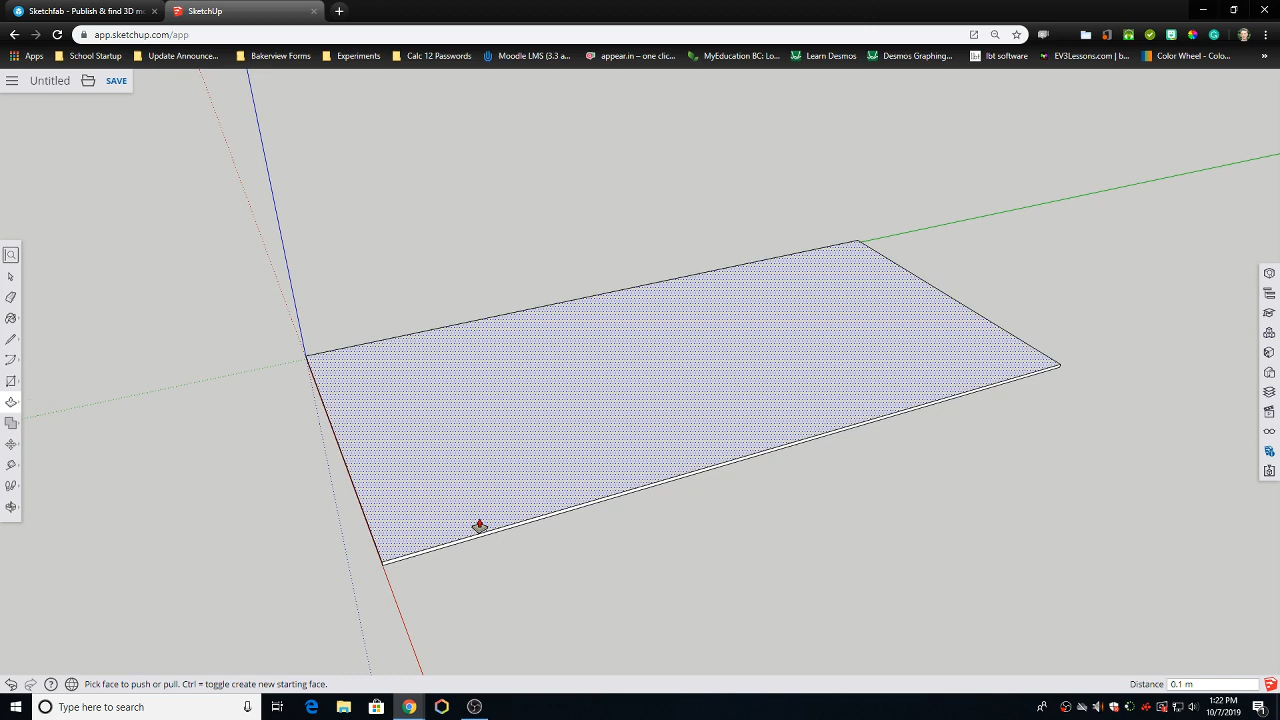 Sketchfab - Publish & find 3D m
SketchUp
app.sketchup.com/app
Apps
School Startup
Update Announce...
Bakeview Forms
Experiments
Calc 12 Passwords
Moodle LMS (3.3 a...
appear.in – one clic...
MyEducation BC: Lo...
Learn Desmos
Desmos Graphing...
lbt software
EV3Lessons.com | b...
Color Wheel - Colo...
»
Untitled
SAVE
Pick face to push or pull. Ctrl = toggle create new starting face.
Distance
0.1 m
Type here to search
1:22 PM
10/7/2019